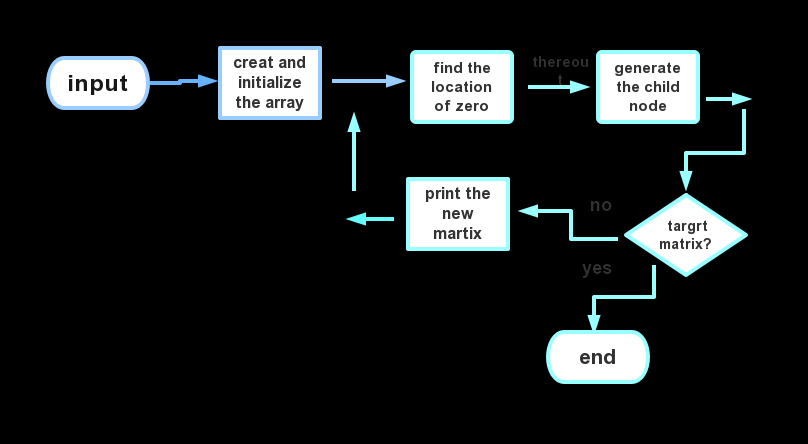 input
creat and
initialize
the array
find the
location
of zero
thereou
t
generate
the child
node
targrt
matrix?
no
print the
new
martix
yes
end